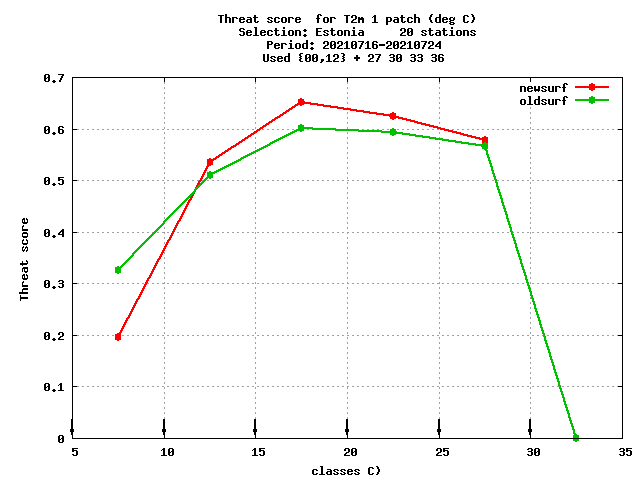 Threat score  for T2m 1 patch (deg C)
Selection: Estonia     20 stations
Period: 20210716-20210724
Used {00,12} + 27 30 33 36
newsurf
oldsurf
0.7
0.6
0.5
0.4
0.3
0.2
0.1
0
Threat score
5 10 15 20 25 30 35
classes C)